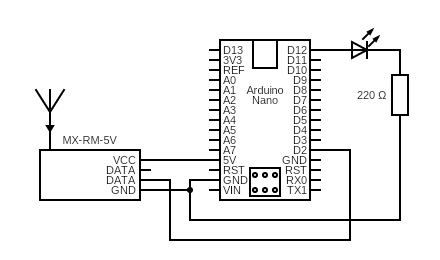 D13 D12
3V3 D11
REF D10
A0 D9
A1 Arduino D8
A2 Nano D7
A3 D6
A4 D5
A5 D4
A6 D3
A7 D2
5V GND
RST RST
GND RX0
VIN TX1
220 Ω
MX-RM-5V
VCC
DATA
DATA
GND